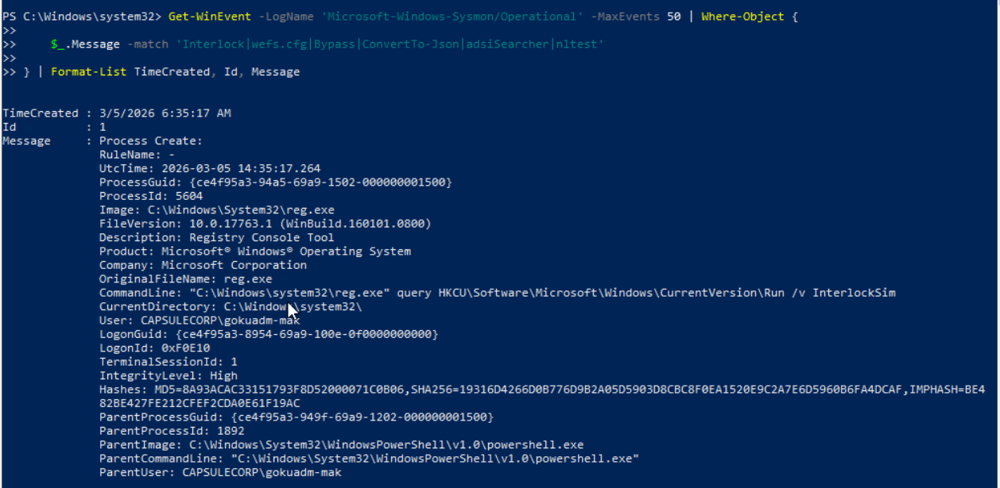 PS C:\Windows\system32> Get-WinEvent -LogName 'Microsoft-Windows-Sysmon/Operational' -MaxEvents 50 | Where-Object {
>>
>>     $_.Message -match 'Interlock|wefs.cfg|Bypass|ConvertTo-Json|adsiSearcher|nltest'
>>
>> } | Format-List TimeCreated, Id, Message
TimeCreated : 3/5/2026 6:35:17 AM
Id          : 1
Message     : Process Create:
RuleName: -
UtcTime: 2026-03-05 14:35:17.264
ProcessGuid: {ce4f95a3-94a5-69a9-1502-000000001500}
ProcessId: 5604
Image: C:\Windows\System32\reg.exe
FileVersion: 10.0.17763.1 (WinBuild.160101.0800)
Description: Registry Console Tool
Product: Microsoft® Windows® Operating System
Company: Microsoft Corporation
OriginalFileName: reg.exe
CommandLine: "C:\Windows\system32\reg.exe" query HKCU\Software\Microsoft\Windows\CurrentVersion\Run /v InterlockSim
CurrentDirectory: C:\Windows\system32\
User: CAPSULECORP\gokuadm-mak
LogonGuid: {ce4f95a3-8954-69a9-100e-0f0000000000}
LogonId: 0xF0E10
TerminalSessionId: 1
IntegrityLevel: High
Hashes: MD5=8A93ACAC33151793F8D52000071C0B06,SHA256=19316D4266D0B776D9B2A05D5903D8CBC8F0EA1520E9C2A7E6D5960B6FA4DCAF,IMPHASH=BE4
82BE427FE212CFEF2CDA0E61F19AC
ParentProcessGuid: {ce4f95a3-949f-69a9-1202-000000001500}
ParentProcessId: 1892
ParentImage: C:\Windows\System32\WindowsPowerShell\v1.0\powershell.exe
ParentCommandLine: "C:\Windows\System32\WindowsPowerShell\v1.0\powershell.exe"
ParentUser: CAPSULECORP\gokuadm-mak